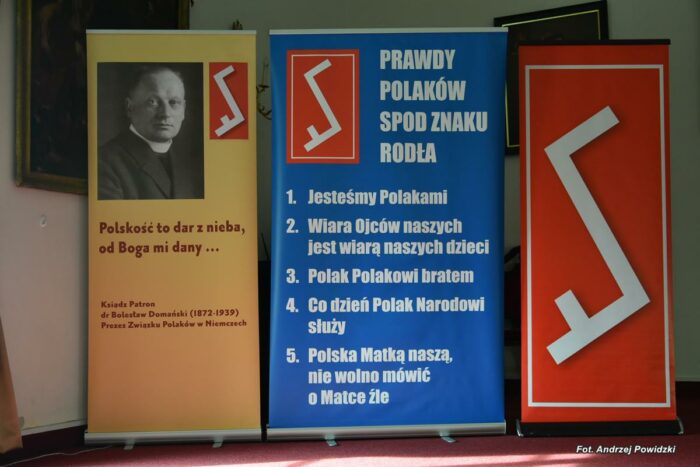 Polskość to dar z nieba,
od Boga mi dany ...
Ksiądz Patron
dr Bolesław Domański (1872-1939)
Prezes Związku Polaków w Niemczech
PRAWDY
POLAKÓW
SPOD ZNAKU
RODŁA
1. Jesteśmy Polakami
2. Wiara Ojców naszych
jest wiarą naszych dzieci
3. Polak Polakowi bratem
4. Co dzień Polak Narodowi
służy
5. Polska Matką naszą,
nie wolno mówić
o Matce źle
Fot. Andrzej Powidzki